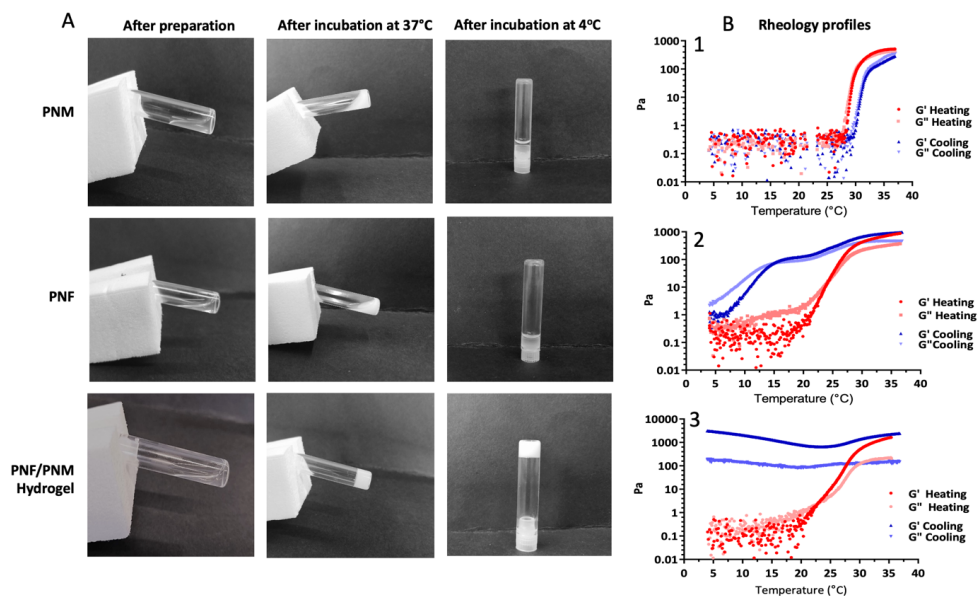 A
After preparation
After incubation at 37°C
After incubation at 4°C
B
Rheology profiles
PNM
PNF
PNF/PNM
Hydrogel
1
1000
100
10
1
0.1
0.01
Pa
0 5 10 15 20 25 30 35 40
Temperature (°C)
G' Heating
G" Heating
G' Cooling
G" Cooling
2
1000
100
10
1
0.1
0.01
Pa
0 5 10 15 20 25 30 35 40
Temperature (°C)
G' Heating
G" Heating
G' Cooling
G" Cooling
3
10000
1000
100
10
1
0.1
0.01
Pa
0 5 10 15 20 25 30 35 40
Temperature (°C)
G' Heating
G" Heating
G' Cooling
G" Cooling